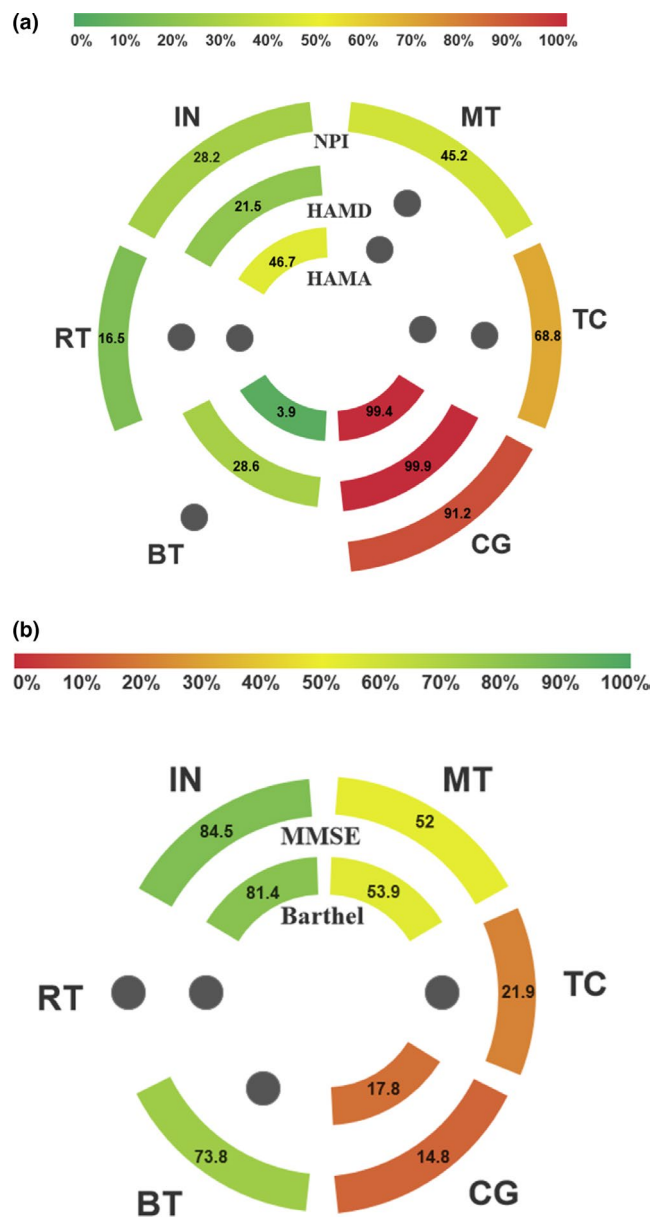 (a)
0% 10% 20% 30% 40% 50% 60% 70% 80% 90% 100%
IN MT
NPI
28.2 45.2
21.5 HAMD
46.7 HAMA
RT 16.5 68.8 TC
3.9 99.4
28.6 99.9
91.2
BT CG
(b)
0% 10% 20% 30% 40% 50% 60% 70% 80% 90% 100%
IN MT
84.5 MMSE 52
81.4 53.9
Barthel
RT 21.9 TC
17.8
73.8 14.8
BT CG